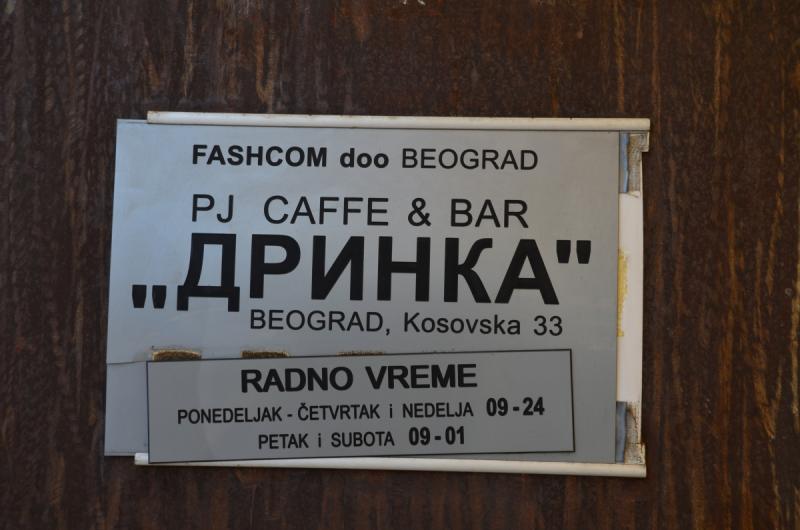 FASHCOM doo BEOGRAD
PJ CAFFE & BAR
„ДРИНКА"
BEOGRAD, Kosovska 33
RADNO VREME
PONEDELJAK - ČETVRTAK i NEDELJA 09 - 24
PETAK i SUBOTA 09 - 01